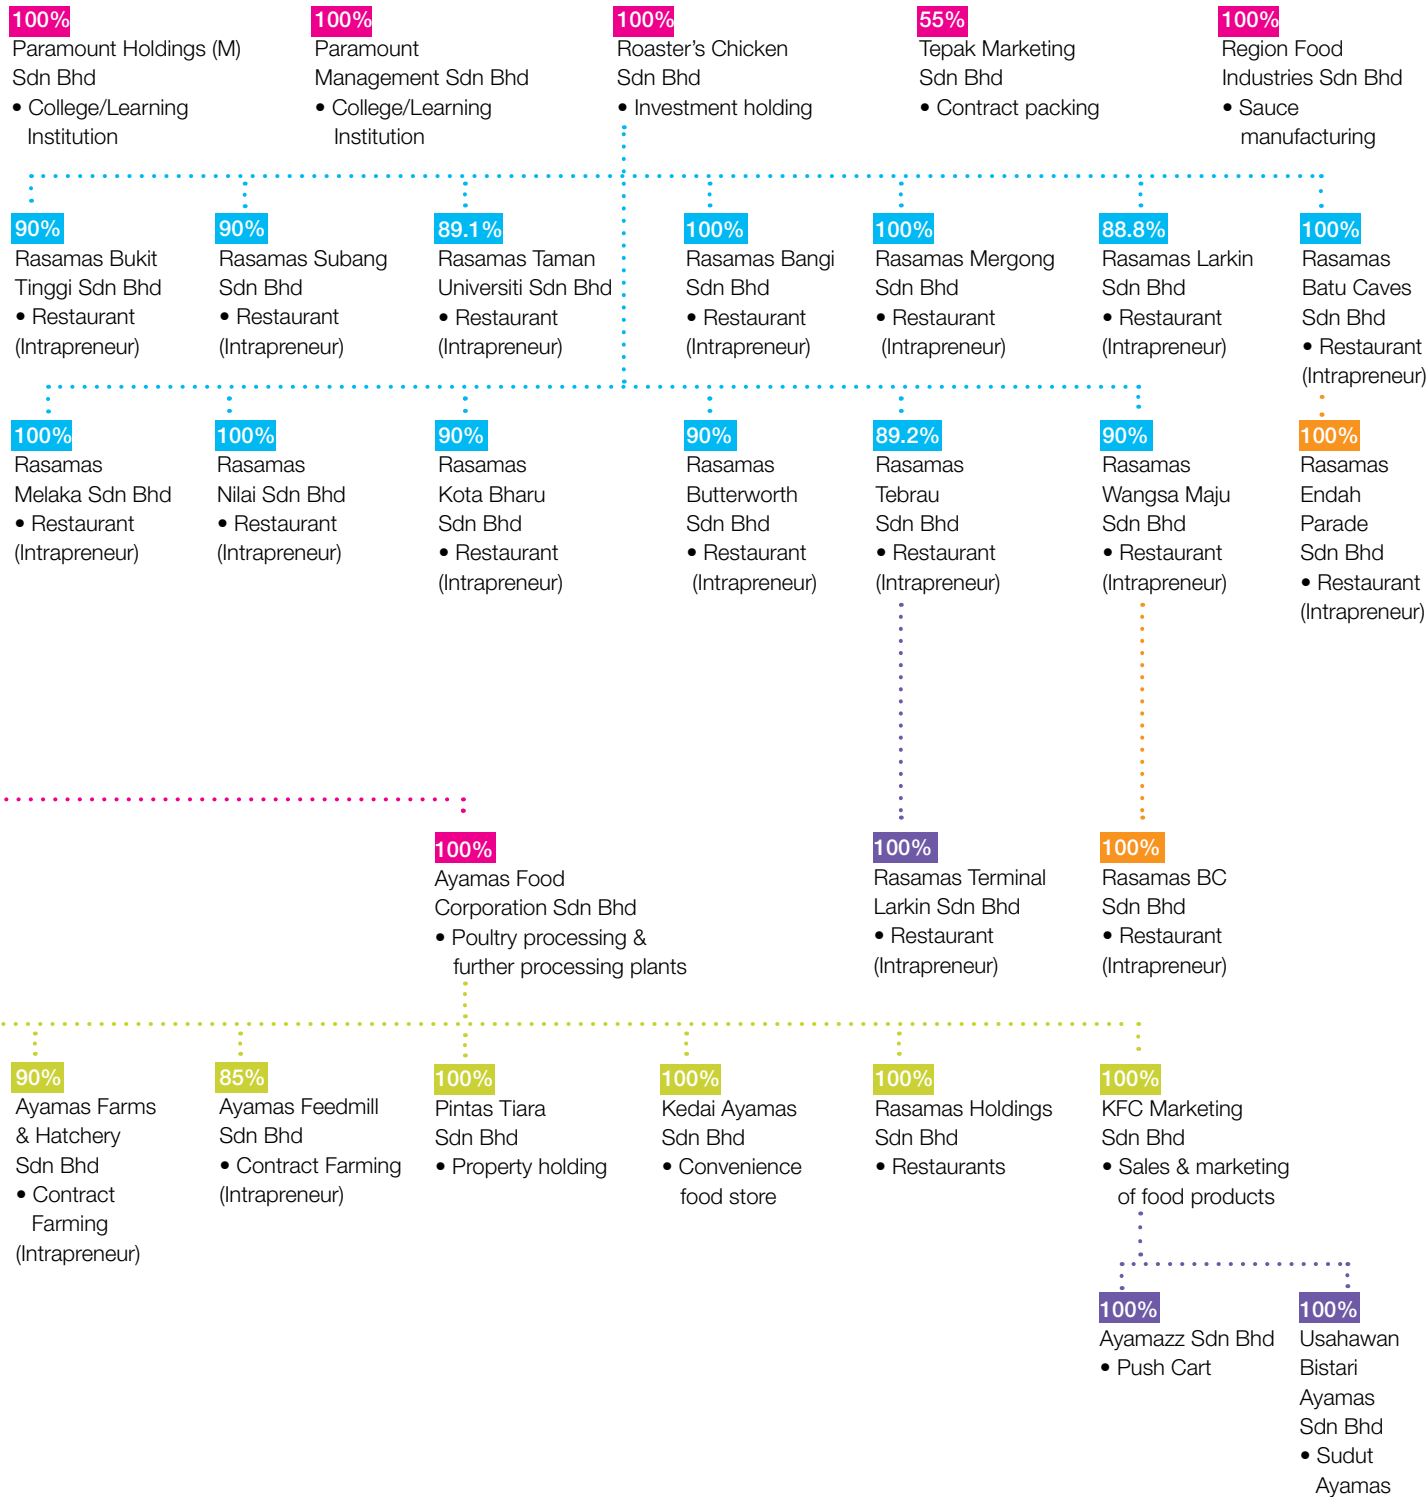 100%
Paramount Holdings (M)
Sdn Bhd
• College/Learning
Institution
100%
Paramount
Management Sdn Bhd
• College/Learning
Institution
100%
Roaster’s Chicken
Sdn Bhd
• Investment holding
55%
Tepak Marketing
Sdn Bhd
• Contract packing
100%
Region Food
Industries Sdn Bhd
• Sauce
manufacturing
90%
Rasamas Bukit
Tinggi Sdn Bhd
• Restaurant
(Intrapreneur)
90%
Rasamas Subang
Sdn Bhd
• Restaurant
(Intrapreneur)
89.1%
Rasamas Taman
Universiti Sdn Bhd
• Restaurant
(Intrapreneur)
100%
Rasamas Bangi
Sdn Bhd
• Restaurant
(Intrapreneur)
100%
Rasamas Mergong
Sdn Bhd
• Restaurant
(Intrapreneur)
88.8%
Rasamas Larkin
Sdn Bhd
• Restaurant
(Intrapreneur)
100%
Rasamas
Batu Caves
Sdn Bhd
• Restaurant
(Intrapreneur)
100%
Rasamas
Melaka Sdn Bhd
• Restaurant
(Intrapreneur)
100%
Rasamas
Nilai Sdn Bhd
• Restaurant
(Intrapreneur)
90%
Rasamas
Kota Bharu
Sdn Bhd
• Restaurant
(Intrapreneur)
90%
Rasamas
Butterworth
Sdn Bhd
• Restaurant
(Intrapreneur)
89.2%
Rasamas
Tebrau
Sdn Bhd
• Restaurant
(Intrapreneur)
90%
Rasamas
Wangsa Maju
Sdn Bhd
• Restaurant
(Intrapreneur)
100%
Rasamas
Endah
Parade
Sdn Bhd
• Restaurant
(Intrapreneur)
100%
Ayamas Food
Corporation Sdn Bhd
• Poultry processing &
further processing plants
100%
Rasamas Terminal
Larkin Sdn Bhd
• Restaurant
(Intrapreneur)
100%
Rasamas BC
Sdn Bhd
• Restaurant
(Intrapreneur)
90%
Ayamas Farms
& Hatchery
Sdn Bhd
• Contract
Farming
(Intrapreneur)
85%
Ayamas Feedmill
Sdn Bhd
• Contract Farming
(Intrapreneur)
100%
Pintas Tiara
Sdn Bhd
• Property holding
100%
Kedai Ayamas
Sdn Bhd
• Convenience
food store
100%
Rasamas Holdings
Sdn Bhd
• Restaurants
100%
KFC Marketing
Sdn Bhd
• Sales & marketing
of food products
100%
Ayamazz Sdn Bhd
• Push Cart
100%
Usahawan
Bistari
Ayamas
Sdn Bhd
• Sudut
Ayamas